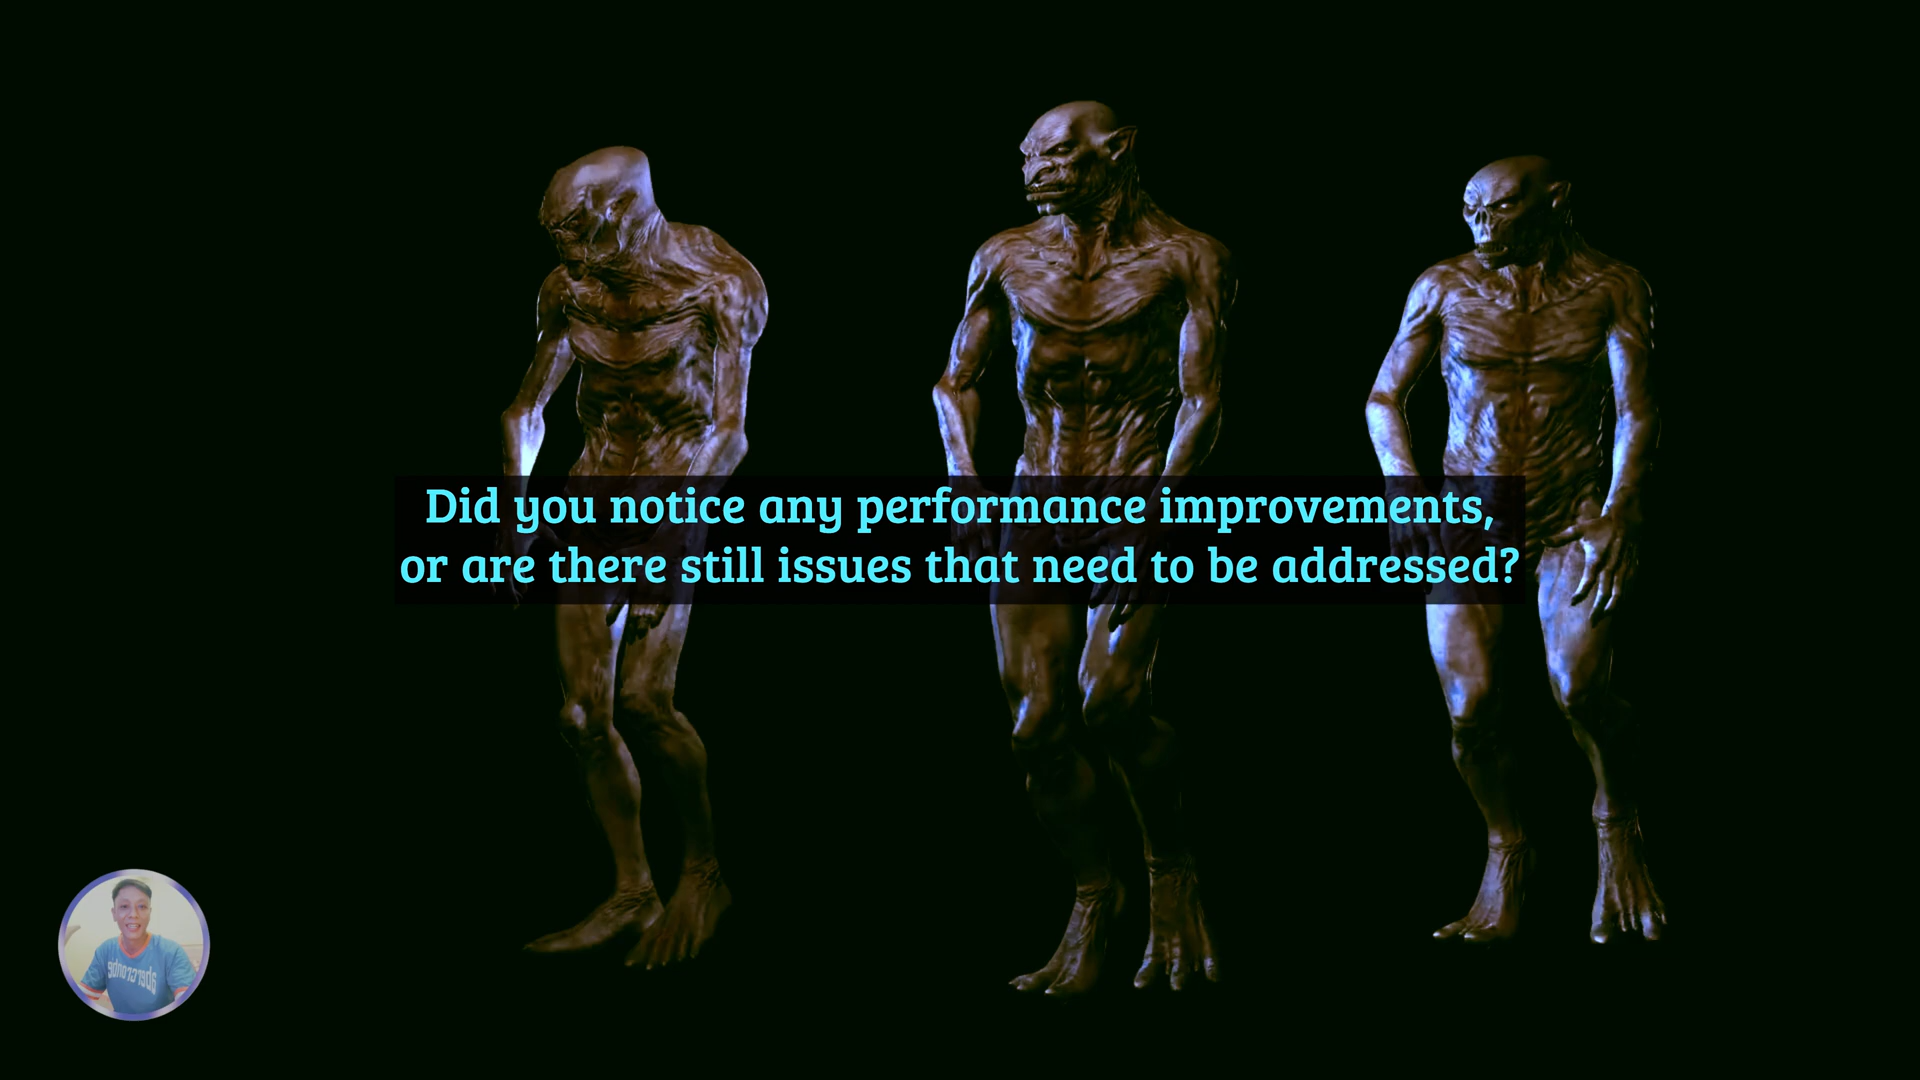 Did you notice any performance improvements,
or are there still issues that need to be addressed?